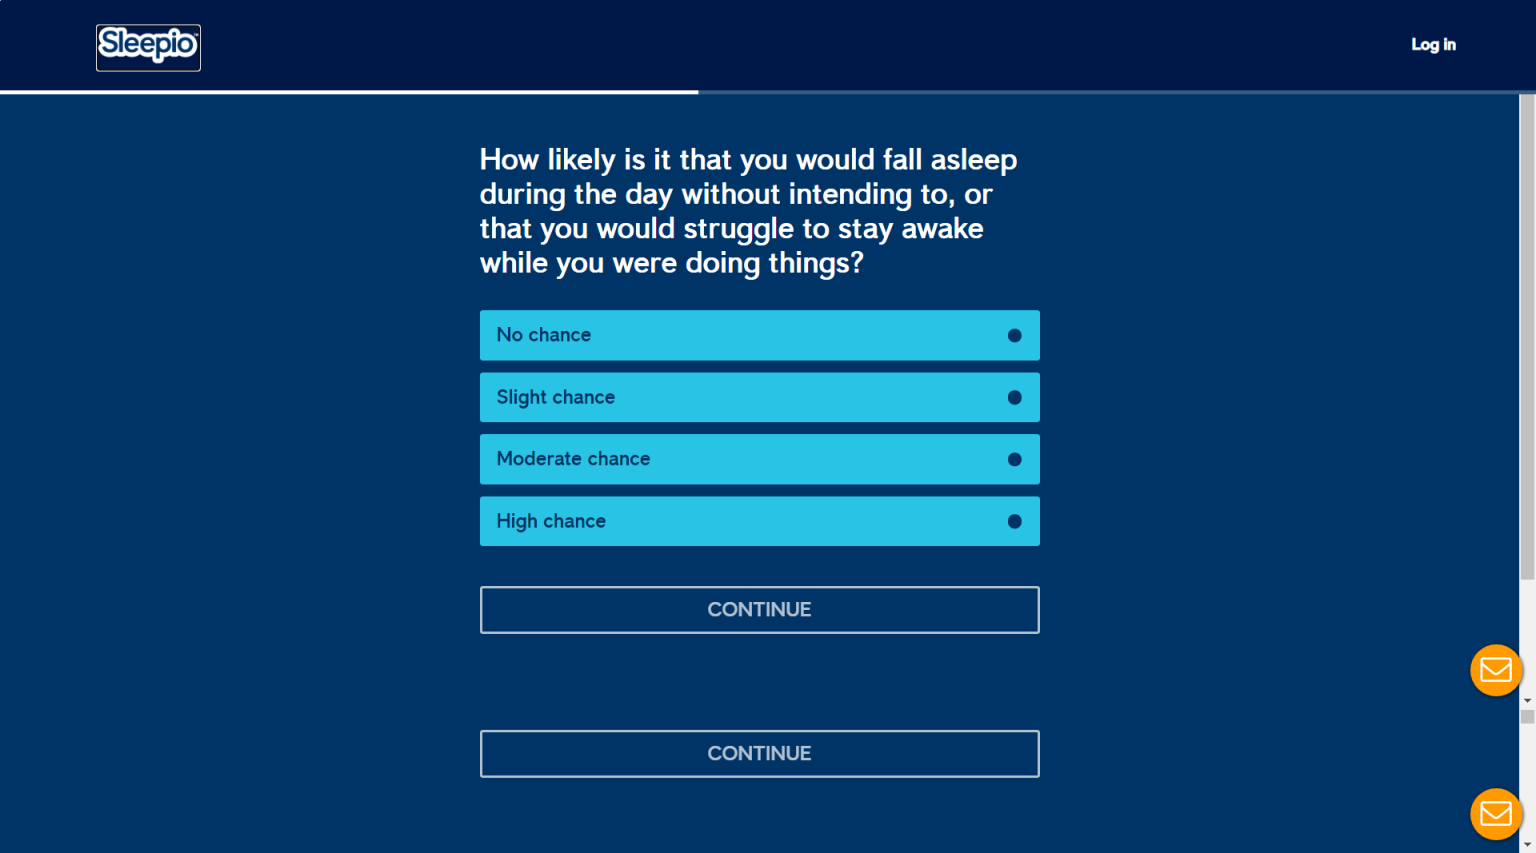 Sleepio™
Log in
How likely is it that you would fall asleep
during the day without intending to, or
that you would struggle to stay awake
while you were doing things?
No chance
Slight chance
Moderate chance
High chance
CONTINUE
CONTINUE